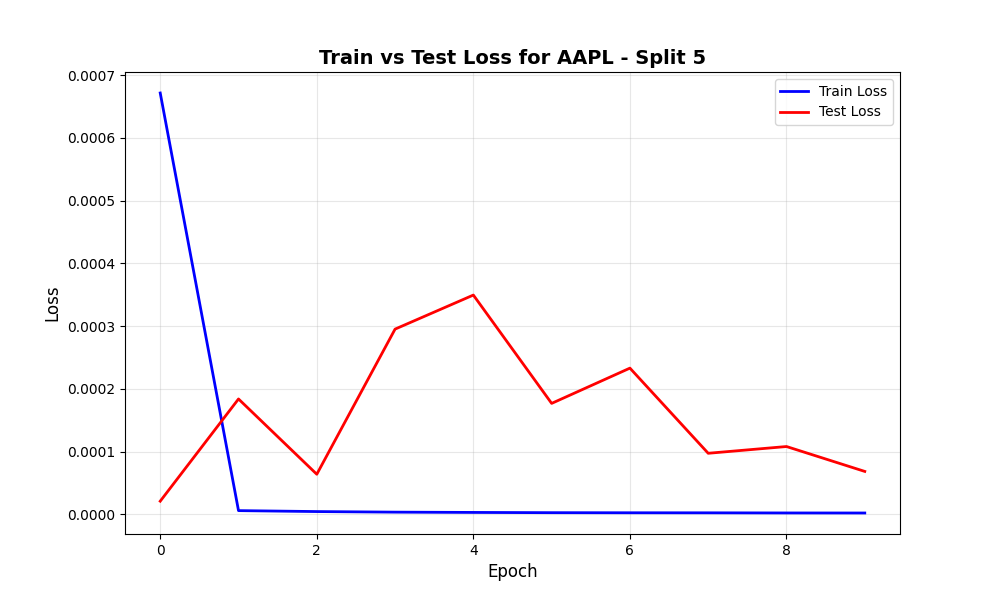 Train vs Test Loss for AAPL - Split 5
Train Loss
Test Loss
Loss
0.0007
0.0006
0.0005
0.0004
0.0003
0.0002
0.0001
0.0000
0 2 4 6 8
Epoch